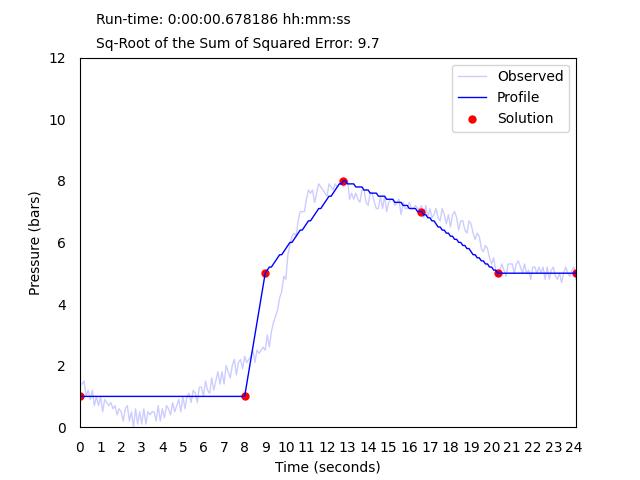 Run-time: 0:00:00.678186 hh:mm:ss
Sq-Root of the Sum of Squared Error: 9.7
12
10
8
6
4
2
0
Pressure (bars)
Observed
Profile
Solution
0 1 2 3 4 5 6 7 8 9 10 11 12 13 14 15 16 17 18 19 20 21 22 23 24
Time (seconds)